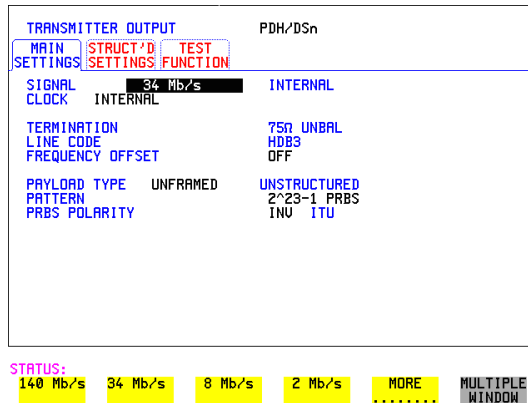 TRANSMITTER OUTPUT PDH/DSn
MAIN SETTINGS STRUCT'D SETTINGS TEST FUNCTION
SIGNAL 34 Mb/s INTERNAL
CLOCK INTERNAL
TERMINATION 75Ω UNBAL
LINE CODE HDB3
FREQUENCY OFFSET OFF
PAYLOAD TYPE UNFRAMED UNSTRUCTURED
PATTERN 2^23-1 PRBS
PRBS POLARITY INV ITU
STATUS:
140 Mb/s 34 Mb/s 8 Mb/s 2 Mb/s MORE ........ MULTIPLE WINDOW